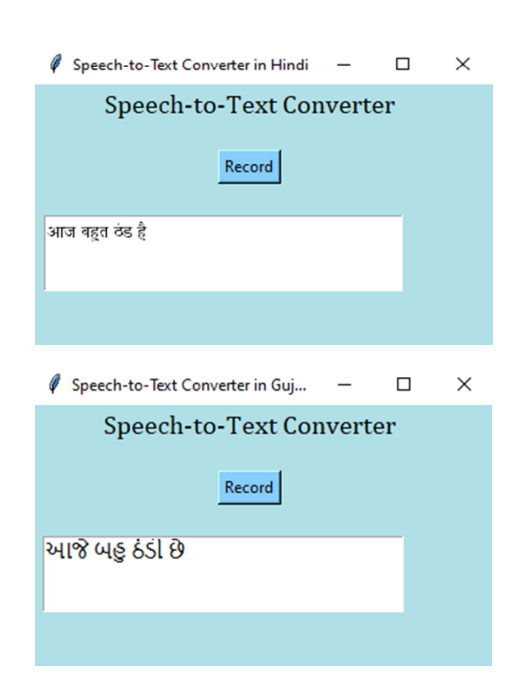 Speech-to-Text Converter in Hindi
Speech-to-Text Converter
Record
आज बहुत ठंड है
Speech-to-Text Converter in Guj...
Speech-to-Text Converter
Record
આજે બહુ ઠંડી છે